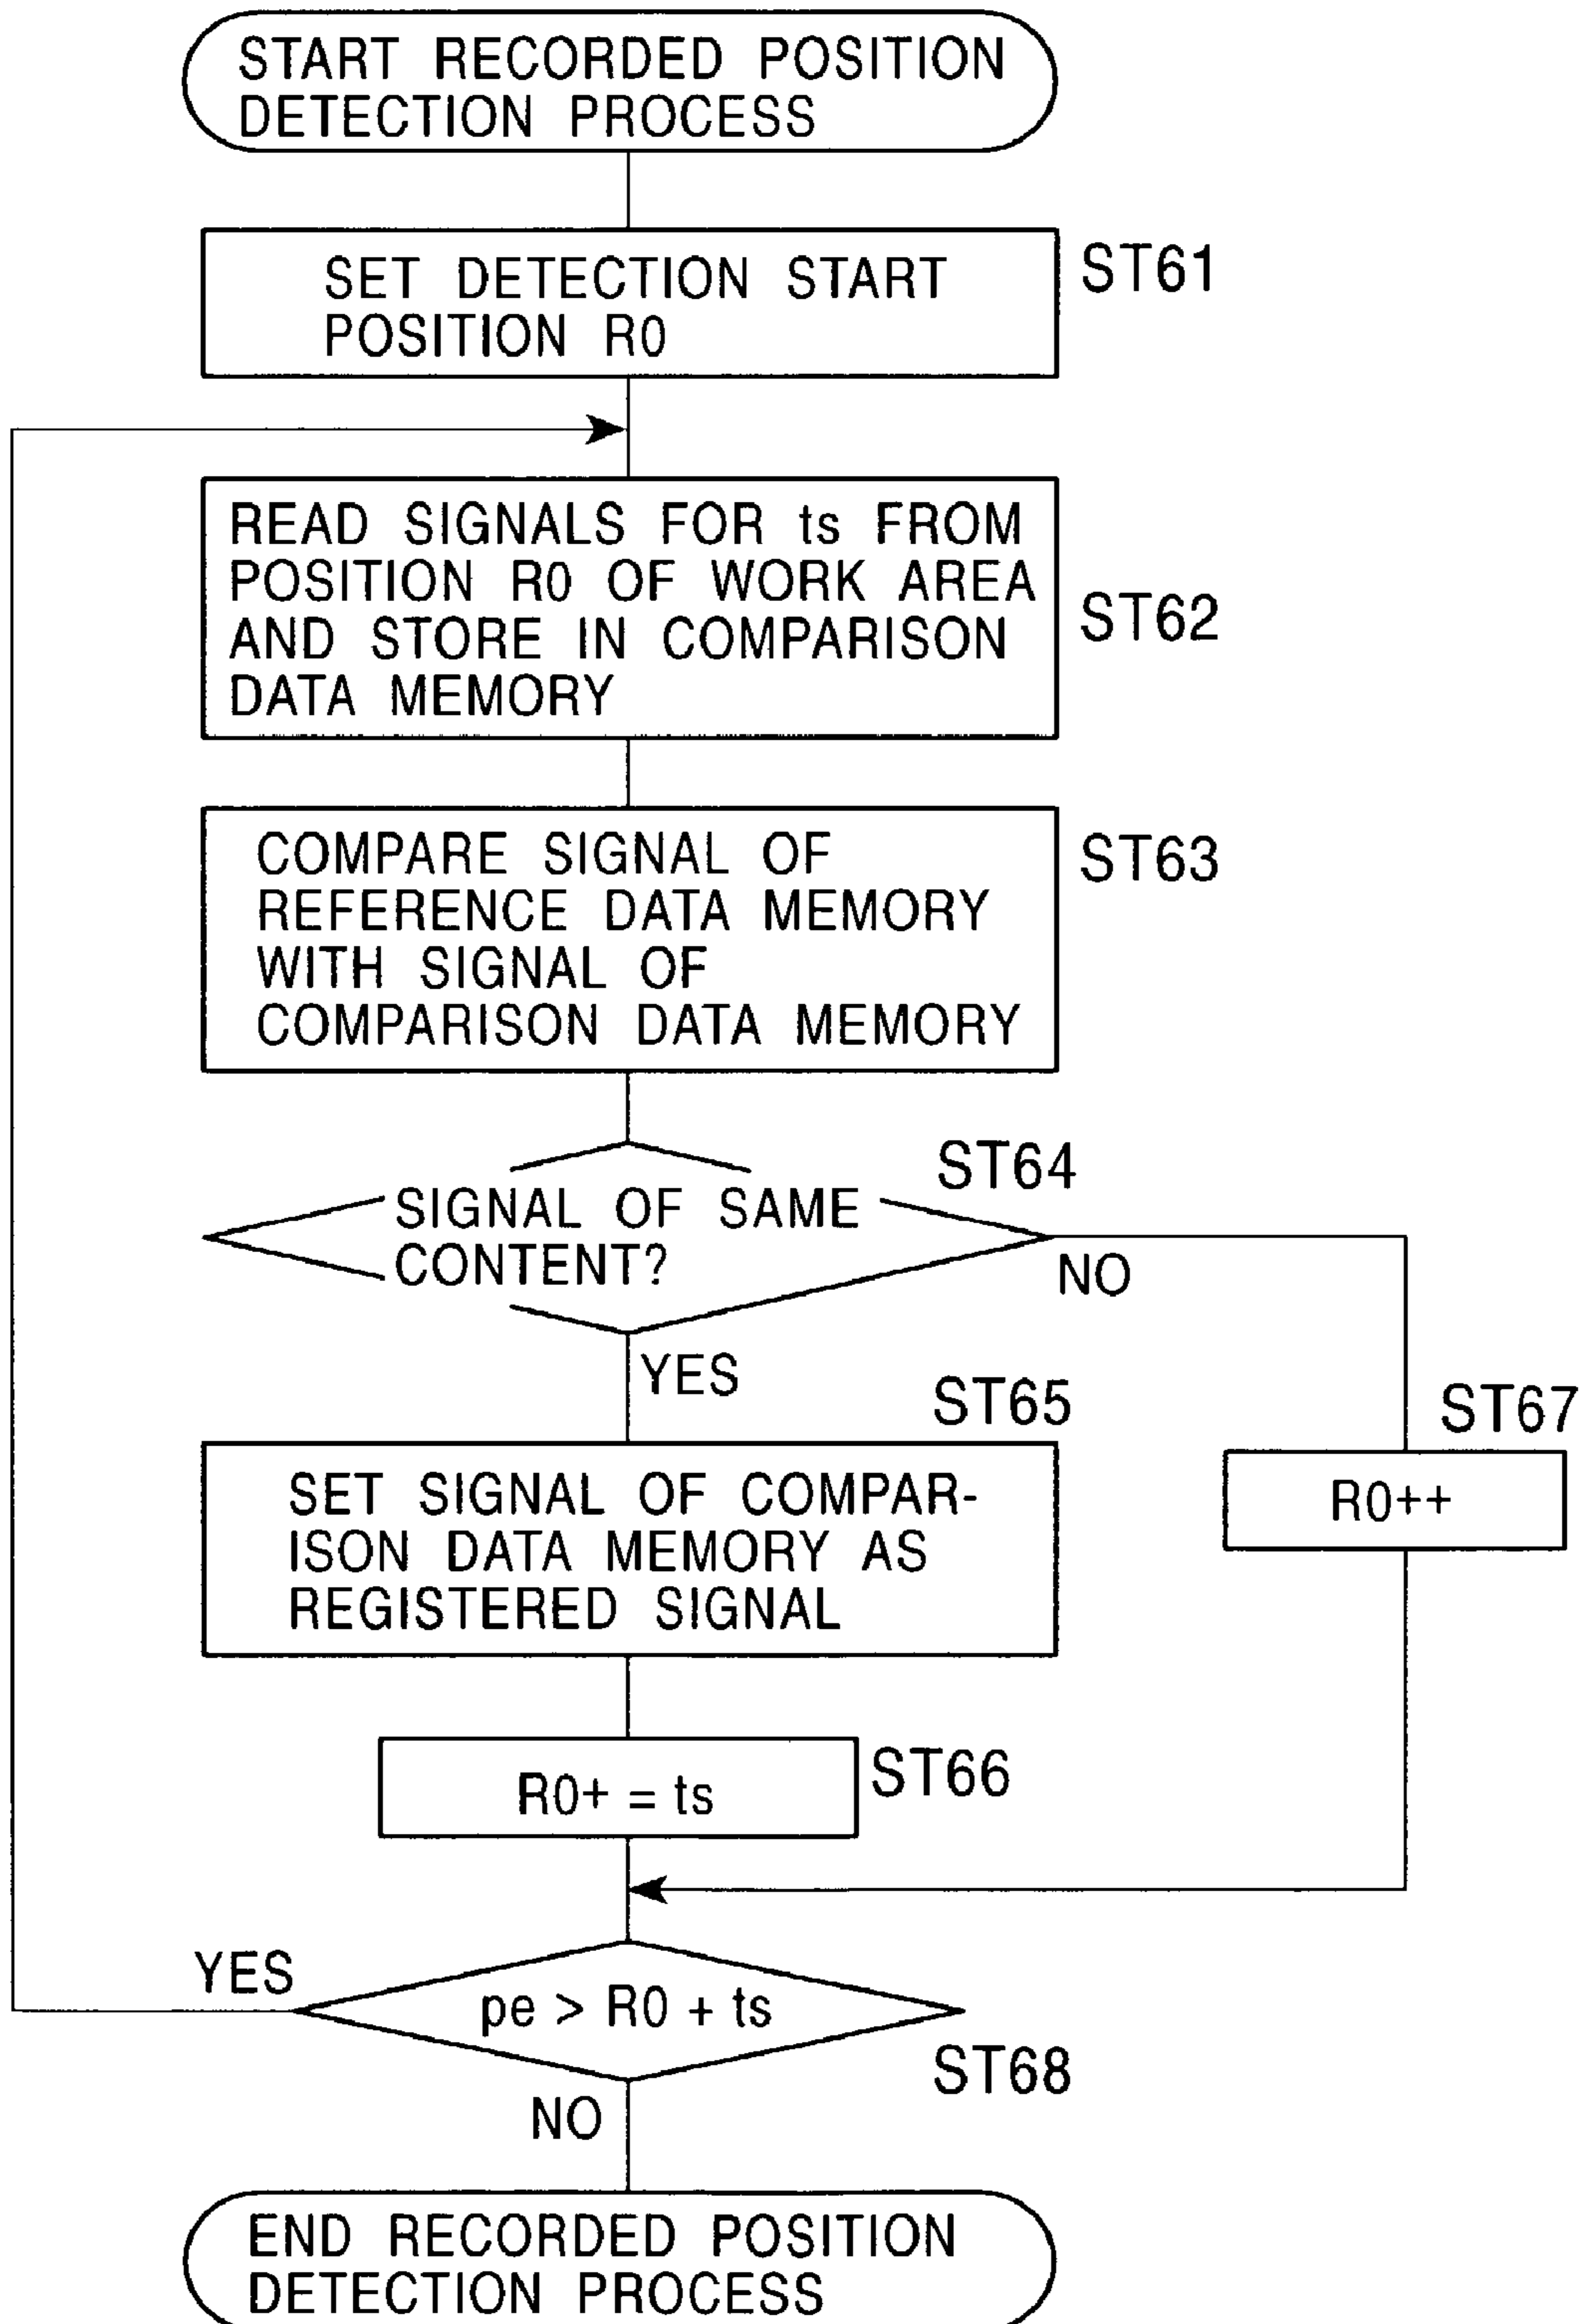 START RECORDED POSITION
DETECTION PROCESS
SET DETECTION START
POSITION R0
ST61
READ SIGNALS FOR ts FROM
POSITION R0 OF WORK AREA
AND STORE IN COMPARISON
DATA MEMORY
ST62
COMPARE SIGNAL OF
REFERENCE DATA MEMORY
WITH SIGNAL OF
COMPARISON DATA MEMORY
ST63
ST64
SIGNAL OF SAME
CONTENT?
NO
YES
ST65
SET SIGNAL OF COMPAR-
ISON DATA MEMORY AS
REGISTERED SIGNAL
ST67
R0++
R0+ = ts
ST66
YES
pe > R0 + ts
ST68
NO
END RECORDED POSITION
DETECTION PROCESS